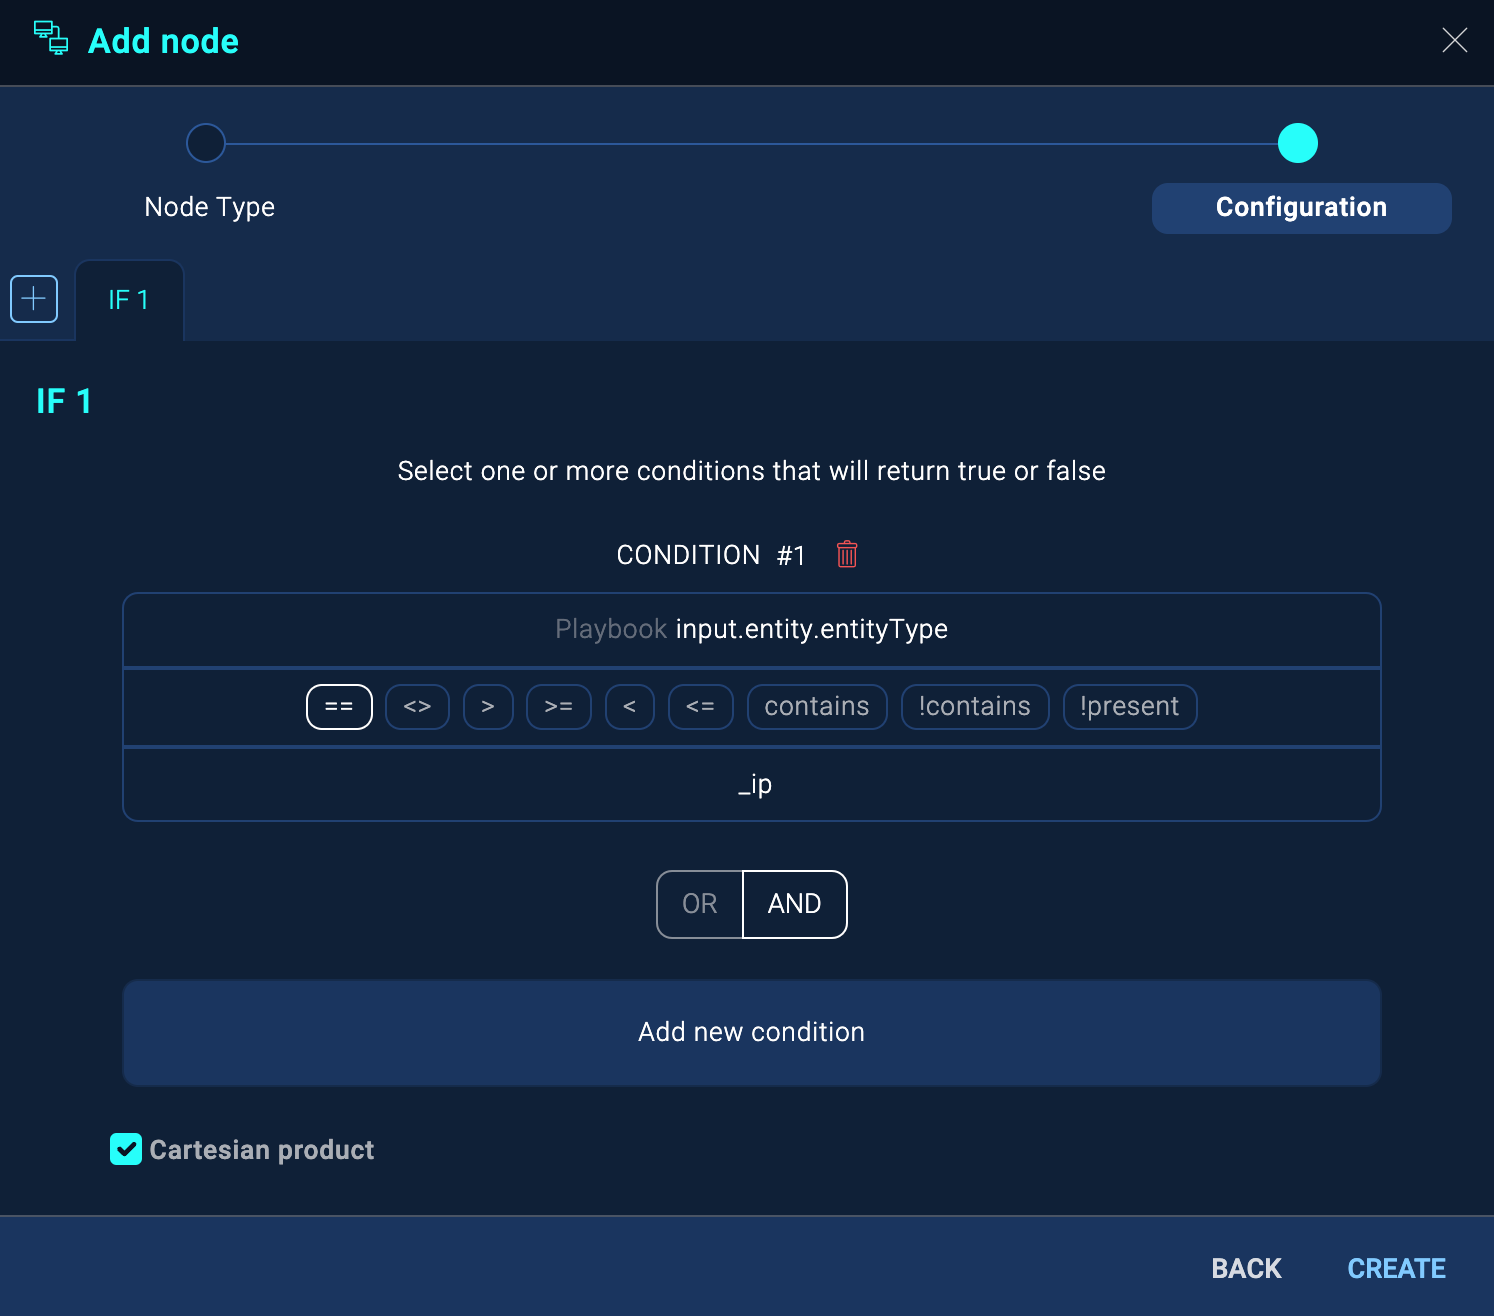 Add node
Node Type
Configuration
IF 1
IF 1
Select one or more conditions that will return true or false
CONDITION #1
Playbook input.entity.entityType
== <> > >= < <= contains !contains !present
_ip
OR AND
Add new condition
Cartesian product
BACK CREATE